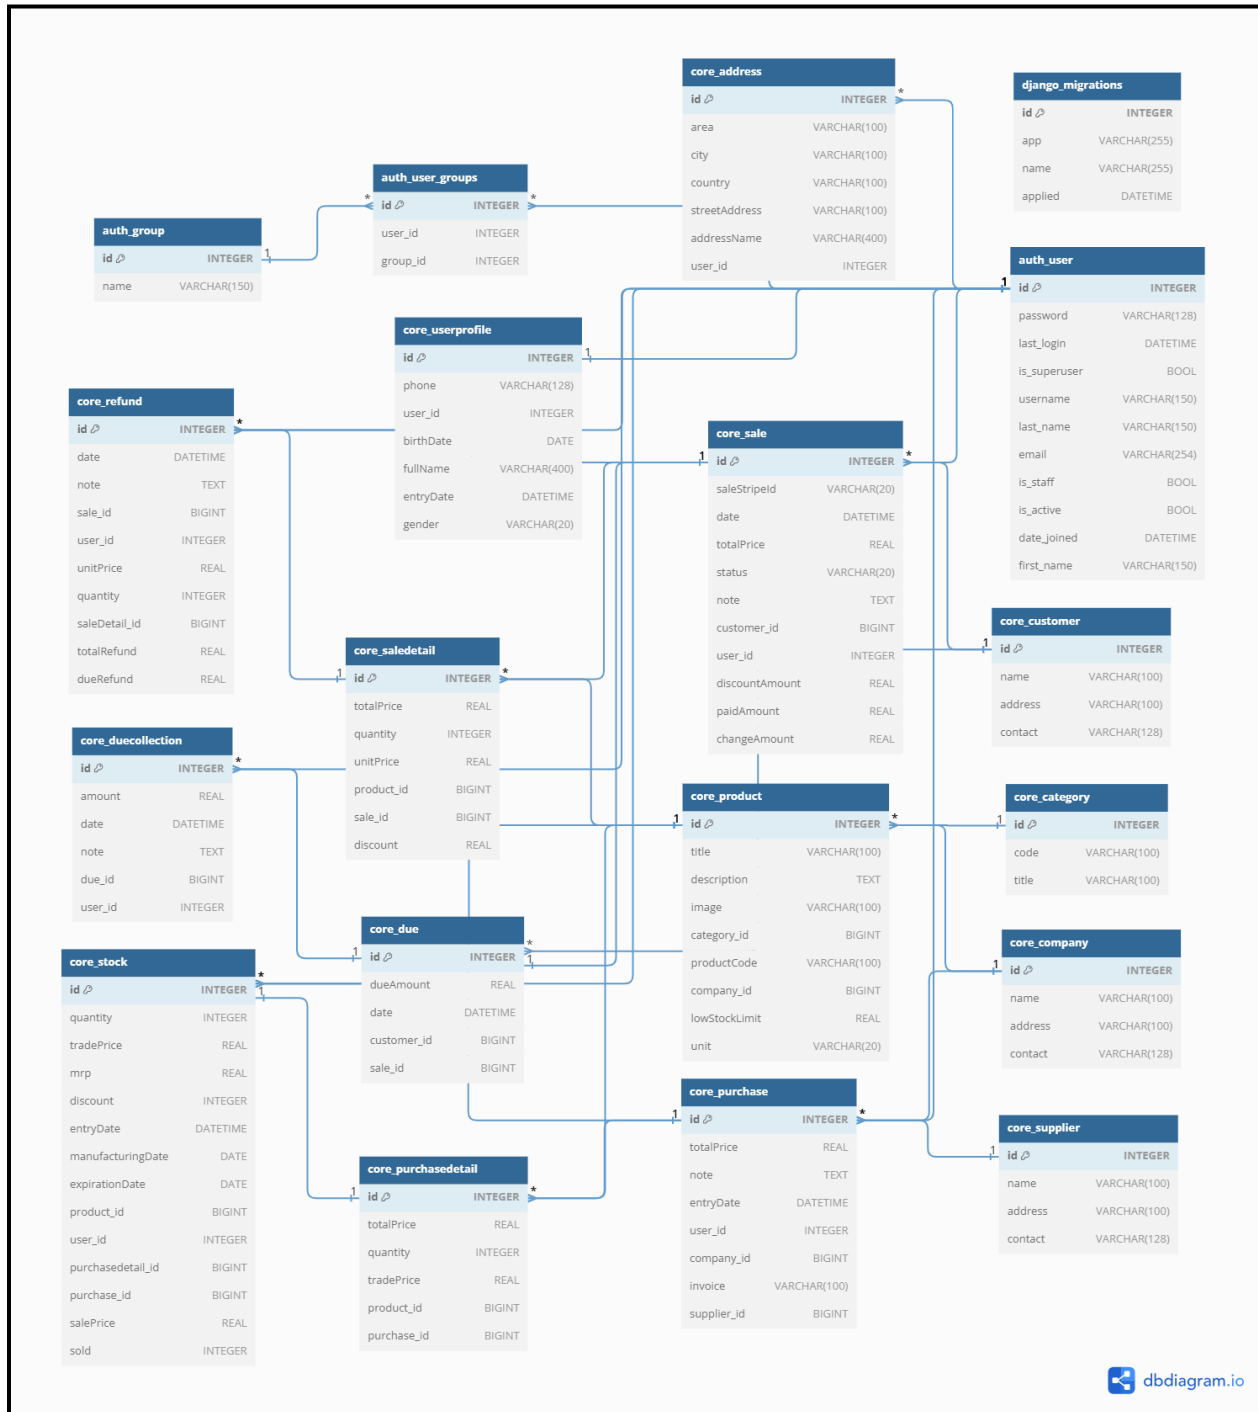 core_address
id INTEGER
area VARCHAR(100)
city VARCHAR(100)
country VARCHAR(100)
streetAddress VARCHAR(100)
addressName VARCHAR(400)
user_id INTEGER
*
django_migrations
id INTEGER
app VARCHAR(255)
name VARCHAR(255)
applied DATETIME
auth_user_groups
id INTEGER
user_id INTEGER
group_id INTEGER
*
*
auth_group
id INTEGER
name VARCHAR(150)
1
auth_user
id INTEGER
password VARCHAR(128)
last_login DATETIME
is_superuser BOOL
username VARCHAR(150)
last_name VARCHAR(150)
email VARCHAR(254)
is_staff BOOL
is_active BOOL
date_joined DATETIME
first_name VARCHAR(150)
1
core_userprofile
id INTEGER
phone VARCHAR(128)
user_id INTEGER
birthDate DATE
fullName VARCHAR(400)
entryDate DATETIME
gender VARCHAR(20)
1
core_refund
id INTEGER
date DATETIME
note TEXT
sale_id BIGINT
user_id INTEGER
unitPrice REAL
quantity INTEGER
saleDetail_id BIGINT
totalRefund REAL
dueRefund REAL
*
core_sale
id INTEGER
saleStripeId VARCHAR(20)
date DATETIME
totalPrice REAL
status VARCHAR(20)
note TEXT
customer_id BIGINT
user_id INTEGER
discountAmount REAL
paidAmount REAL
changeAmount REAL
1
*
core_customer
id INTEGER
name VARCHAR(100)
address VARCHAR(100)
contact VARCHAR(128)
1
core_saledetail
id INTEGER
totalPrice REAL
quantity INTEGER
unitPrice REAL
product_id BIGINT
sale_id BIGINT
discount REAL
1
*
core_duecollection
id INTEGER
amount REAL
date DATETIME
note TEXT
due_id BIGINT
user_id INTEGER
*
core_product
id INTEGER
title VARCHAR(100)
description TEXT
image VARCHAR(100)
category_id BIGINT
productCode VARCHAR(100)
company_id BIGINT
lowStockLimit REAL
unit VARCHAR(20)
1
*
core_category
id INTEGER
code VARCHAR(100)
title VARCHAR(100)
1
core_due
id INTEGER
dueAmount REAL
date DATETIME
customer_id BIGINT
sale_id BIGINT
1
*
1
core_company
id INTEGER
name VARCHAR(100)
address VARCHAR(100)
contact VARCHAR(128)
1
core_stock
id INTEGER
quantity INTEGER
tradePrice REAL
mrp REAL
discount INTEGER
entryDate DATETIME
manufacturingDate DATE
expirationDate DATE
product_id BIGINT
user_id INTEGER
purchasedetail_id BIGINT
purchase_id BIGINT
salePrice REAL
sold INTEGER
*
1
core_purchase
id INTEGER
totalPrice REAL
note TEXT
entryDate DATETIME
user_id INTEGER
company_id BIGINT
invoice VARCHAR(100)
supplier_id BIGINT
1
*
core_supplier
id INTEGER
name VARCHAR(100)
address VARCHAR(100)
contact VARCHAR(128)
1
core_purchasedetail
id INTEGER
totalPrice REAL
quantity INTEGER
tradePrice REAL
product_id BIGINT
purchase_id BIGINT
1
*
dbdiagram.io